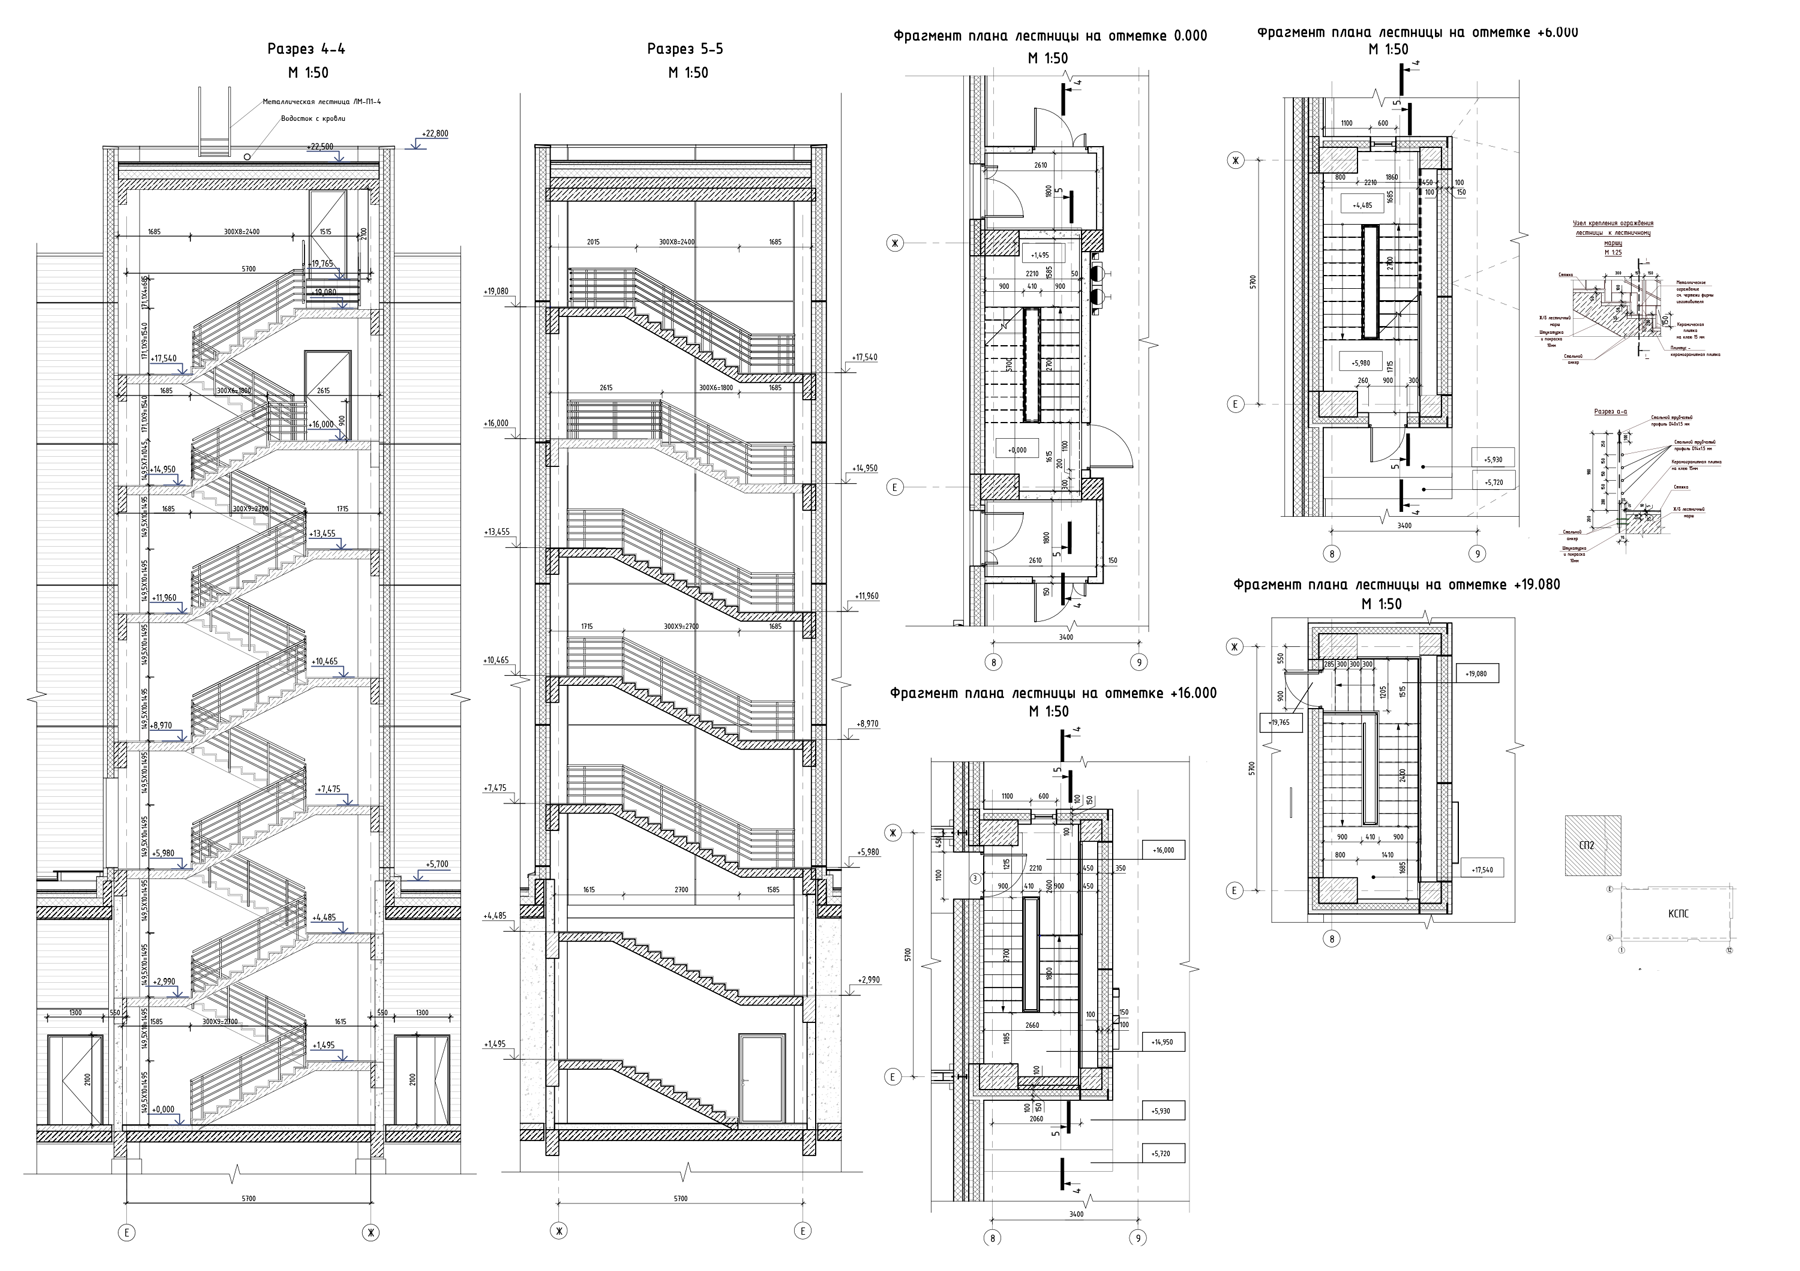 Разрез 4-4
М 1:50
Металлическая лестница ЛМ-П1-4
Водосток с кровли
+22,800
+22,500
1685
300X8=2400
1515
2100
5700
+19,765
+19,080
171,1X4=685
171,1X9=1540
+17,540
1685
300X6=1800
2615
171,1X9=1540
900
+16,000
149,5X7=1045
+14,950
149,5X10=1495
1685
300X9=2700
1715
+13,455
149,5X10=1495
+11,960
149,5X10=1495
+10,465
149,5X10=1495
+8,970
149,5X10=1495
+7,475
149,5X10=1495
+5,980
+5,700
149,5X10=1495
+4,485
149,5X10=1495
+2,990
149,5X10=1495
1300
550
1585
300X9=2700
1615
550
1300
+1,495
2100
2100
149,5X10=1495
+0,000
5700
Е
Ж
Разрез 5-5
М 1:50
2015
300X8=2400
1685
+19,080
+17,540
2615
300X6=1800
1685
+16,000
+14,950
+13,455
+11,960
1715
300X9=2700
1685
+10,465
+8,970
+7,475
+5,980
1615
2700
1585
+4,485
+2,990
+1,495
5700
Ж
Е
Фрагмент плана лестницы на отметке 0.000
М 1:50
4
2610
1800
5
Ж
+1,495
1585
2210
50
900
410
900
5700
2700
+0,000
1100
1615
200
300
Е
1800
5
2610
150
150
4
3400
8
9
Фрагмент плана лестницы на отметке +16.000
М 1:50
4
5
1100
600
100
150
Ж
450
100
+16,000
1215
2210
450
350
3
1100
900
410
2600
900
450
5700
2700
1800
100
150
2660
100
1185
+14,950
Е
100
100
150
2060
+5,930
5
+5,720
4
3400
8
9
Фрагмент плана лестницы на отметке +6.000
М 1:50
4
5
1100
600
Ж
800
2210
1860
450
100
1685
100
150
+4,485
5700
2700
+5,980
1715
260
900
300
Е
5
+5,930
+5,720
4
3400
8
9
Фрагмент плана лестницы на отметке +19.080
М 1:50
Ж
550
285
300
300
300
+19,080
1205
1515
900
+19,765
5700
2400
900
410
900
800
1410
1685
+17,540
Е
8
Узел крепления ограждения
лестницы к лестничному
маршу
М 1:25
Стяжка
300
150
Металлическое
ограждение
см. чертежи фирмы
изготовителя
Ж/Б лестничный
марш
Штукатурка
и покраска
10мм
150
Керамическая
плитка
на клею 15 мм
Стальной
анкер
Плинтус -
керамогранитная плитка
Разрез а-а
Стальной трубчатый
профиль Ø40x1.5 мм
Стальной трубчатый
профиль Ø14x1.5 мм
Керамогранитная плитка
на клею 15мм
Стяжка
Ж/Б лестничный
марш
Стальной
анкер
Штукатурка
и покраска
10мм
СП2
Е
КСПС
А
1
12